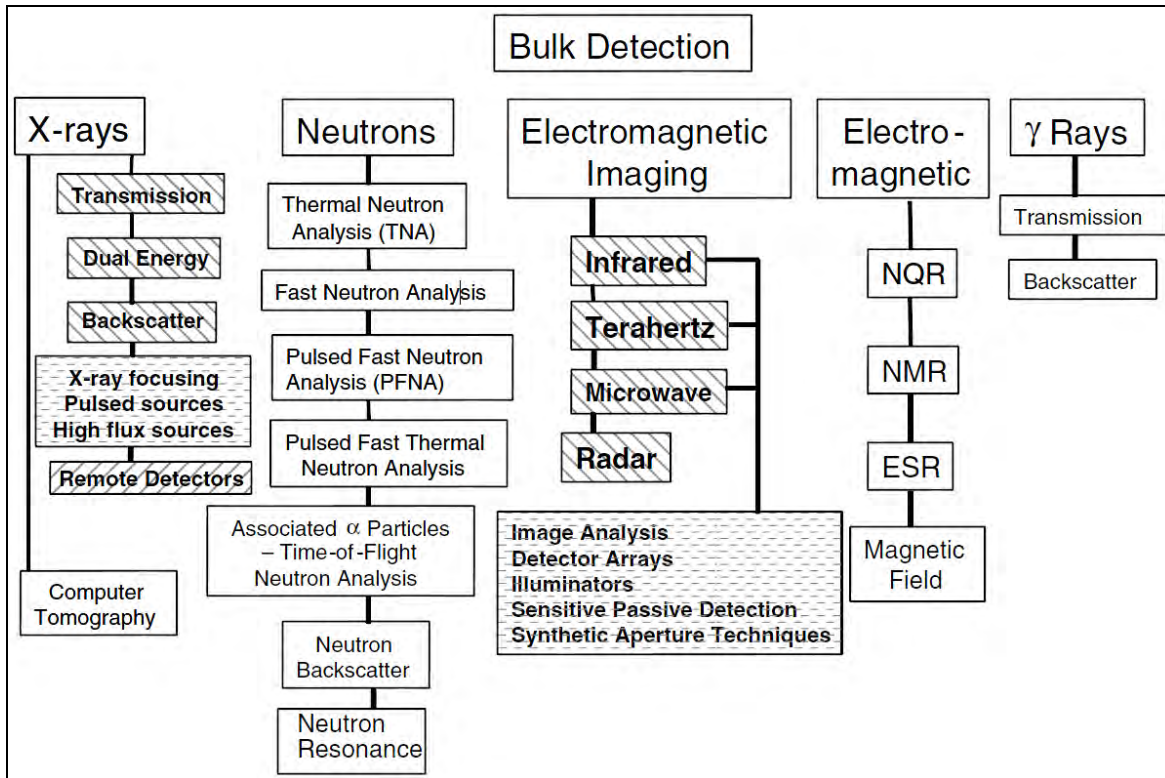 Bulk Detection
X-rays
Transmission
Dual Energy
Backscatter
X-ray focusing
Pulsed sources
High flux sources
Remote Detectors
Computer
Tomography
Neutrons
Thermal Neutron
Analysis (TNA)
Fast Neutron Analysis
Pulsed Fast Neutron
Analysis (PFNA)
Pulsed Fast Thermal
Neutron Analysis
Associated α Particles
– Time-of-Flight
Neutron Analysis
Neutron
Backscatter
Neutron
Resonance
Electromagnetic
Imaging
Infrared
Terahertz
Microwave
Radar
Image Analysis
Detector Arrays
Illuminators
Sensitive Passive Detection
Synthetic Aperture Techniques
Electro-
magnetic
NQR
NMR
ESR
Magnetic
Field
γ Rays
Transmission
Backscatter